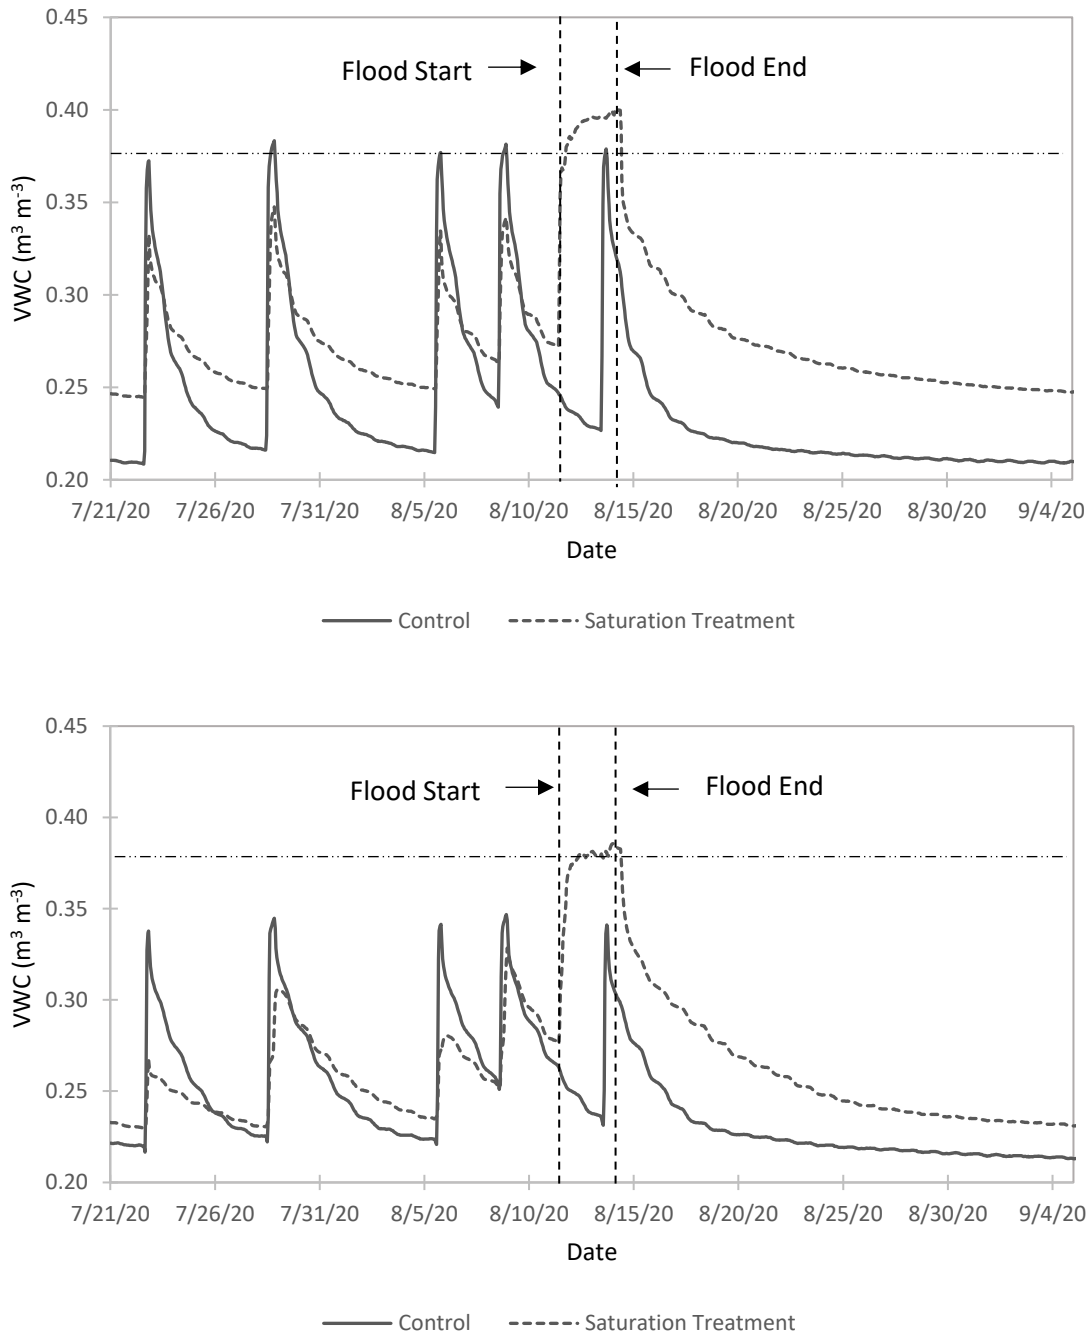 0.45
Flood Start
Flood End
0.40
0.35
0.30
0.25
0.20
VWC (m³ m⁻³)
7/21/20 7/26/20 7/31/20 8/5/20 8/10/20 8/15/20 8/20/20 8/25/20 8/30/20 9/4/20
Date
Control Saturation Treatment
0.45
Flood Start
Flood End
0.40
0.35
0.30
0.25
0.20
VWC (m³ m⁻³)
7/21/20 7/26/20 7/31/20 8/5/20 8/10/20 8/15/20 8/20/20 8/25/20 8/30/20 9/4/20
Date
Control Saturation Treatment